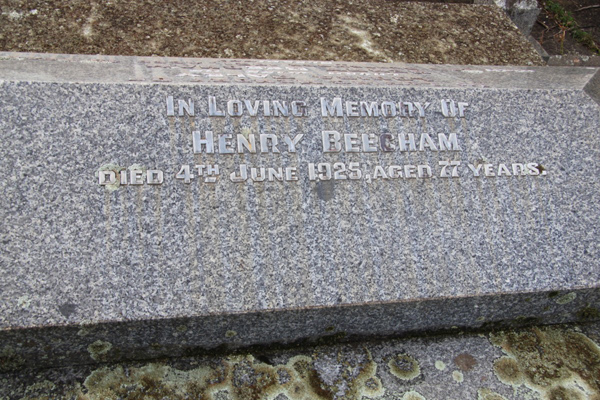 In Loving Memory Of
Henry Beecham
Died 4th June 1925, aged 77 years.